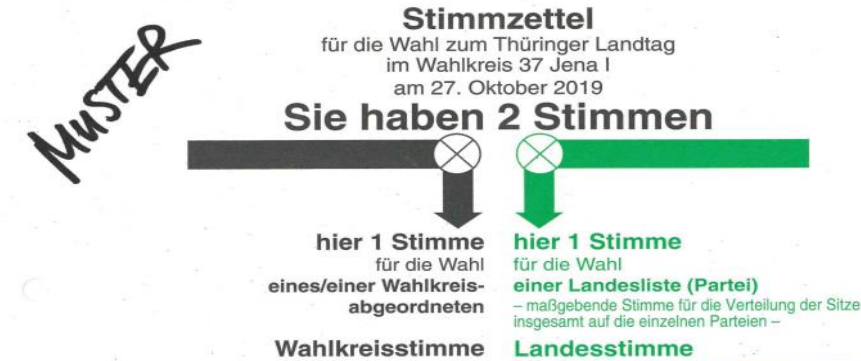 MUSTER
Stimmzettel
für die Wahl zum Thüringer Landtag
im Wahlkreis 37 Jena I
am 27. Oktober 2019
Sie haben 2 Stimmen
hier 1 Stimme
für die Wahl
eines/einer Wahlkreis-
abgeordneten
Wahlkreisstimme
hier 1 Stimme
für die Wahl
einer Landesliste (Partei)
– maßgebende Stimme für die Verteilung der Sitze
insgesamt auf die einzelnen Parteien –
Landesstimme